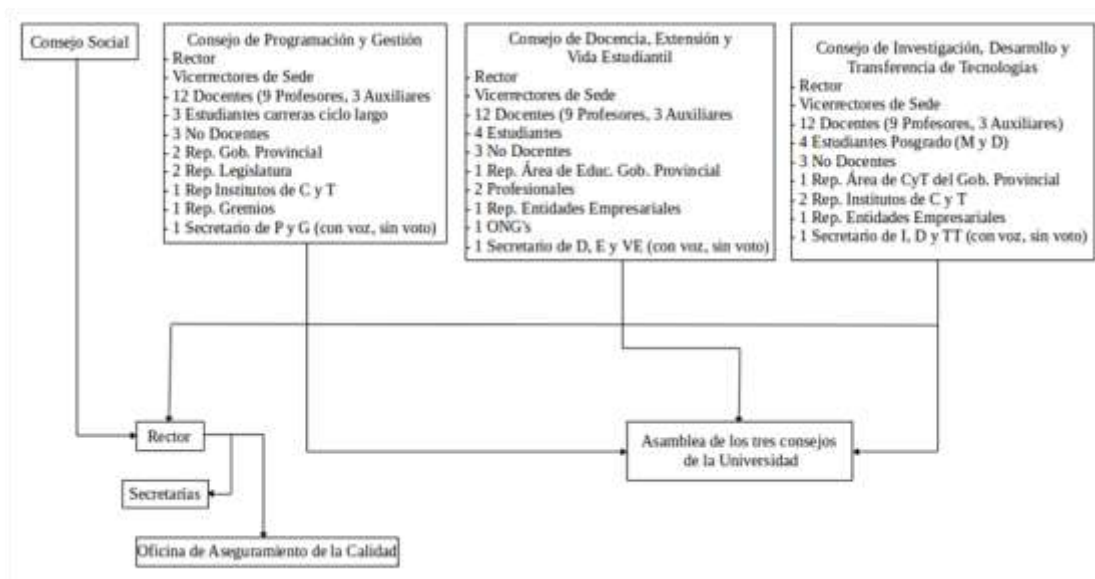 Consejo Social
Consejo de Programación y Gestión
- Rector
- Vicerrectores de Sede
- 12 Docentes (9 Profesores, 3 Auxiliares
- 3 Estudiantes carreras ciclo largo
- 3 No Docentes
- 2 Rep. Gob. Provincial
- 2 Rep. Legislatura
- 1 Rep Institutos de C y T
- 1 Rep. Gremios
- 1 Secretario de P y G (con voz, sin voto)
Consejo de Docencia, Extensión y
Vida Estudiantil
- Rector
- Vicerrectores de Sede
- 12 Docentes (9 Profesores, 3 Auxiliares
- 4 Estudiantes
- 3 No Docentes
- 1 Rep. Área de Educ. Gob. Provincial
- 2 Profesionales
- 1 Rep. Entidades Empresariales
- 1 ONG's
- 1 Secretario de D, E y VE (con voz, sin voto)
Consejo de Investigación, Desarrollo y
Transferencia de Tecnologías
- Rector
- Vicerrectores de Sede
- 12 Docentes (9 Profesores, 3 Auxiliares)
- 4 Estudiantes Posgrado (M y D)
- 3 No Docentes
- 1 Rep. Área de CyT del Gob. Provincial
- 2 Rep. Institutos de C y T
- 1 Rep. Entidades Empresariales
- 1 Secretario de I, D y TT (con voz, sin voto)
Rector
Asamblea de los tres consejos
de la Universidad
Secretarías
Oficina de Aseguramiento de la Calidad